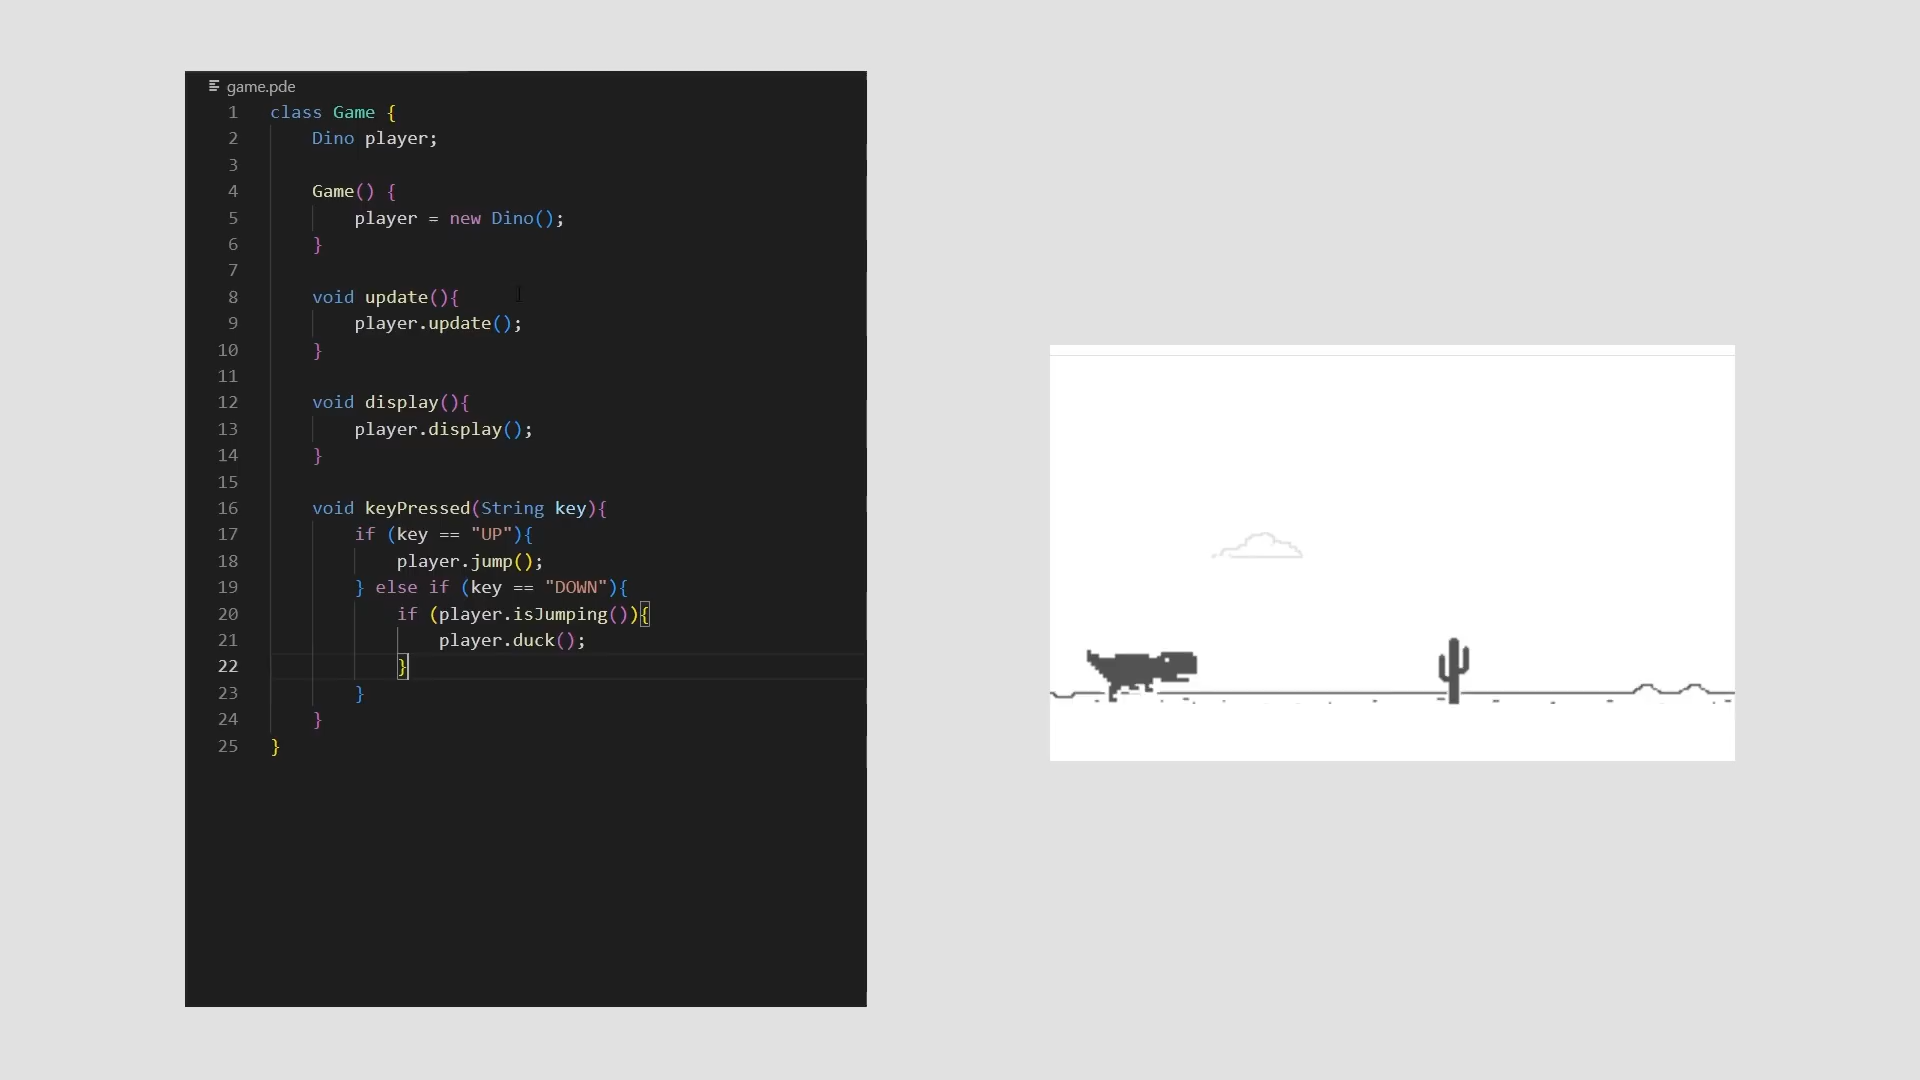 game.pde
1 class Game {
2 Dino player;
3
4 Game() {
5 player = new Dino();
6 }
7
8 void update(){
9 player.update();
10 }
11
12 void display(){
13 player.display();
14 }
15
16 void keyPressed(String key){
17 if (key == "UP"){
18 player.jump();
19 } else if (key == "DOWN"){
20 if (player.isJumping()){
21 player.duck();
22 }
23 }
24 }
25 }